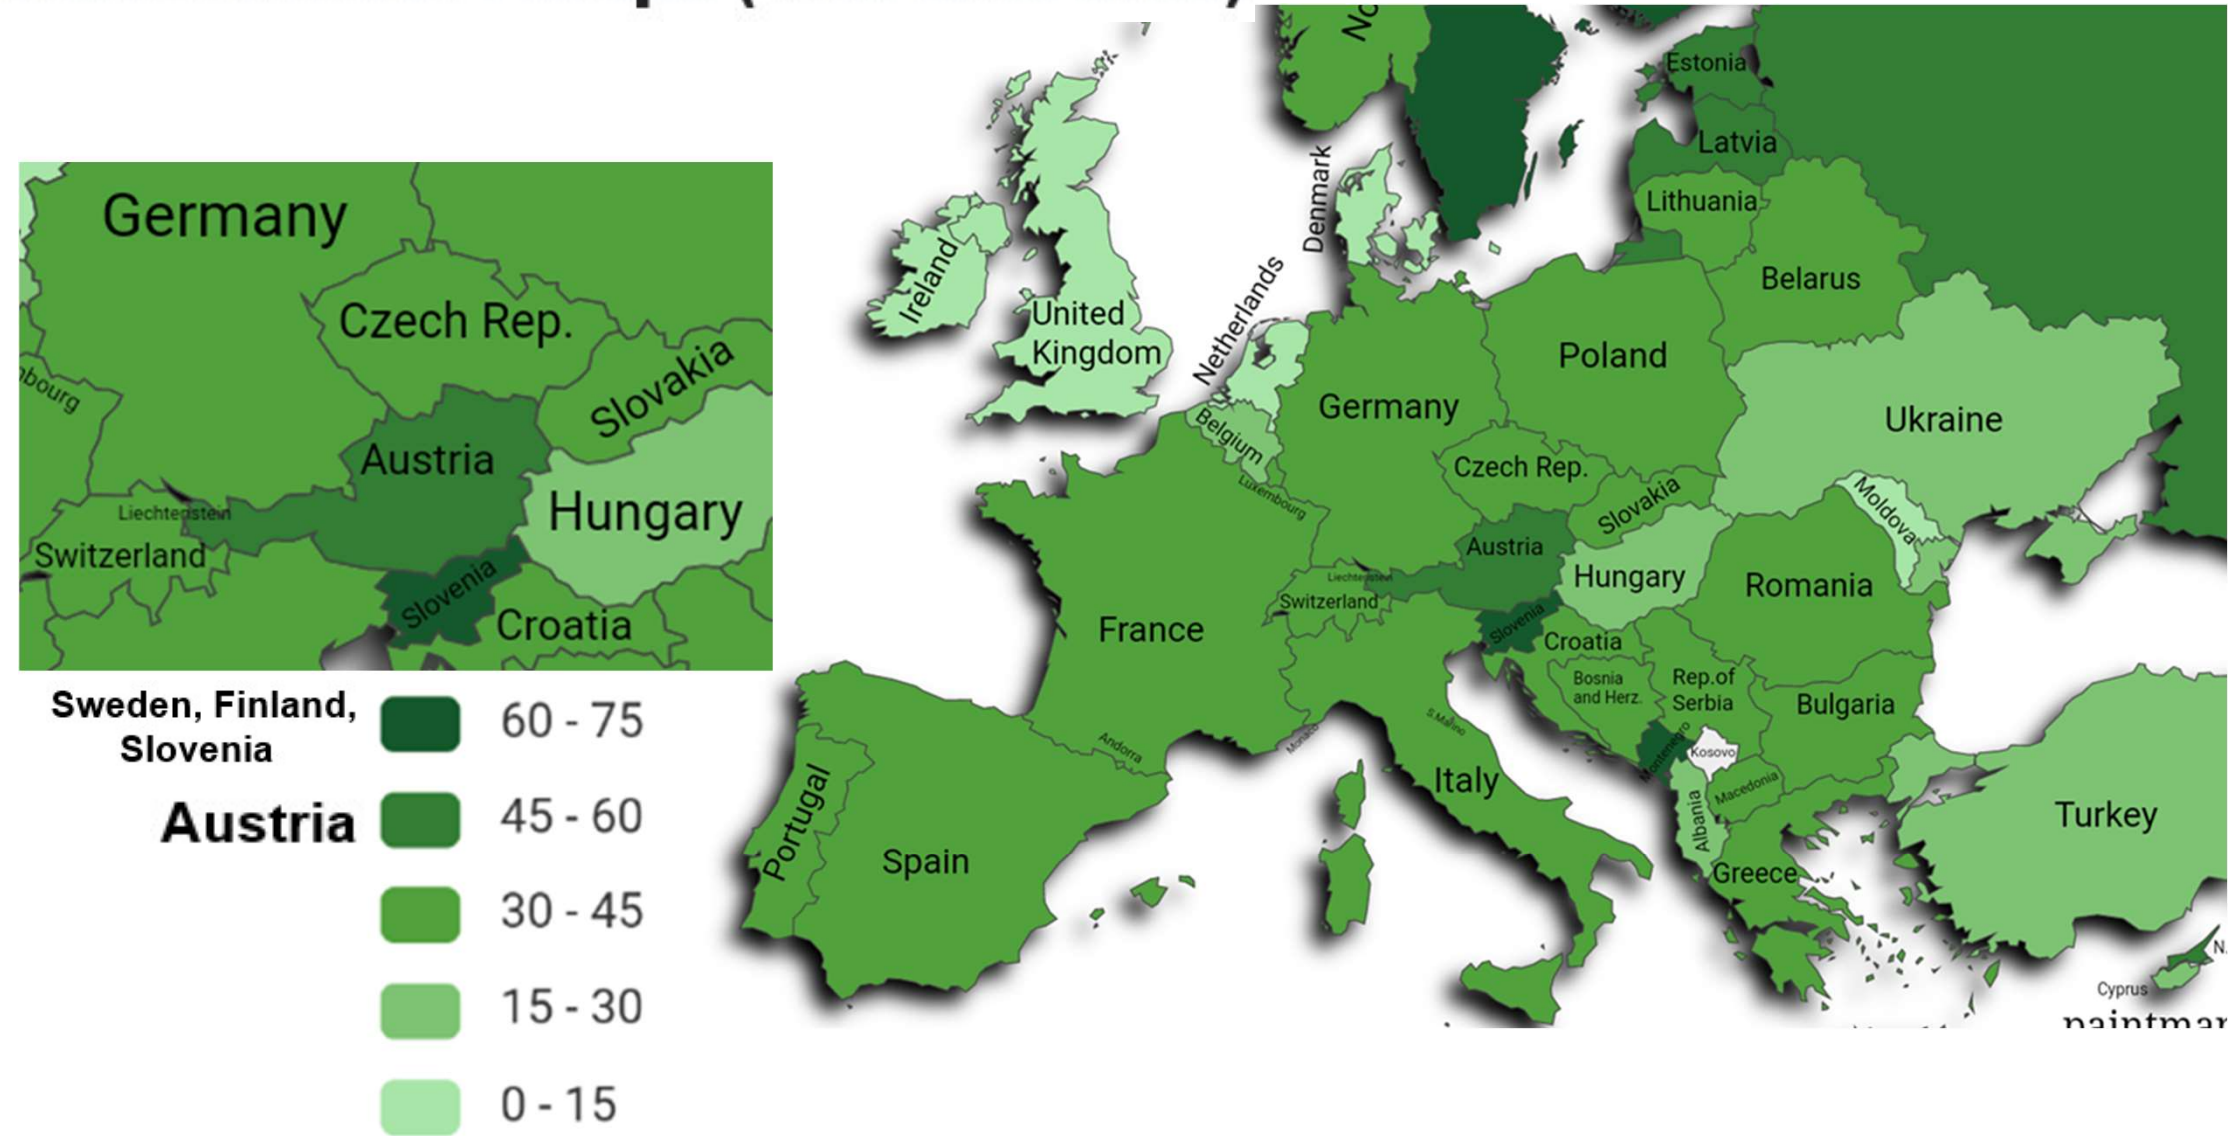 Germany
Czech Rep.
Slovakia
Austria
Hungary
Liechtenstein
Switzerland
Slovenia
Croatia
Sweden, Finland,
Slovenia
60 - 75
Austria
45 - 60
30 - 45
15 - 30
0 - 15
Estonia
Latvia
Lithuania
Denmark
Ireland
United
Kingdom
Netherlands
Belarus
Poland
Germany
Belgium
Ukraine
Czech Rep.
Luxembourg
Slovakia
Moldova
Austria
Hungary
Liechtenstein
Switzerland
Romania
France
Slovenia
Croatia
Bosnia
and Herz.
Rep.of
Serbia
Bulgaria
S.Marino
Monaco
Andorra
Montenegro
Kosovo
Italy
Macedonia
Albania
Portugal
Spain
Greece
Turkey
Cyprus